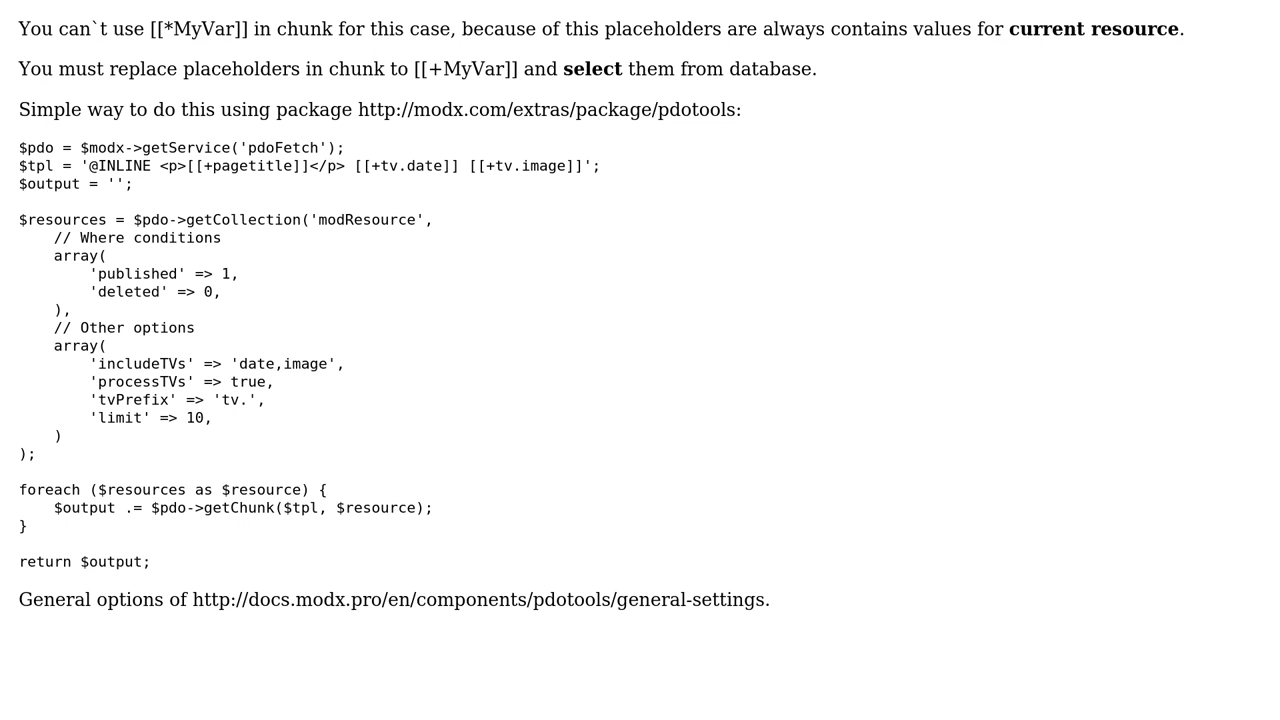 You can`t use [[*MyVar]] in chunk for this case, because of this placeholders are always contains values for current resource.
You must replace placeholders in chunk to [[+MyVar]] and select them from database.
Simple way to do this using package http://modx.com/extras/package/pdotools:
$pdo = $modx->getService('pdoFetch');
$tpl = '@INLINE <p>[[+pagetitle]]</p> [[+tv.date]] [[+tv.image]]';
$output = '';

$resources = $pdo->getCollection('modResource',
    // Where conditions
    array(
        'published' => 1,
        'deleted' => 0,
    ),
    // Other options
    array(
        'includeTVs' => 'date,image',
        'processTVs' => true,
        'tvPrefix' => 'tv.',
        'limit' => 10,
    )
);

foreach ($resources as $resource) {
    $output .= $pdo->getChunk($tpl, $resource);
}

return $output;
General options of http://docs.modx.pro/en/components/pdotools/general-settings.